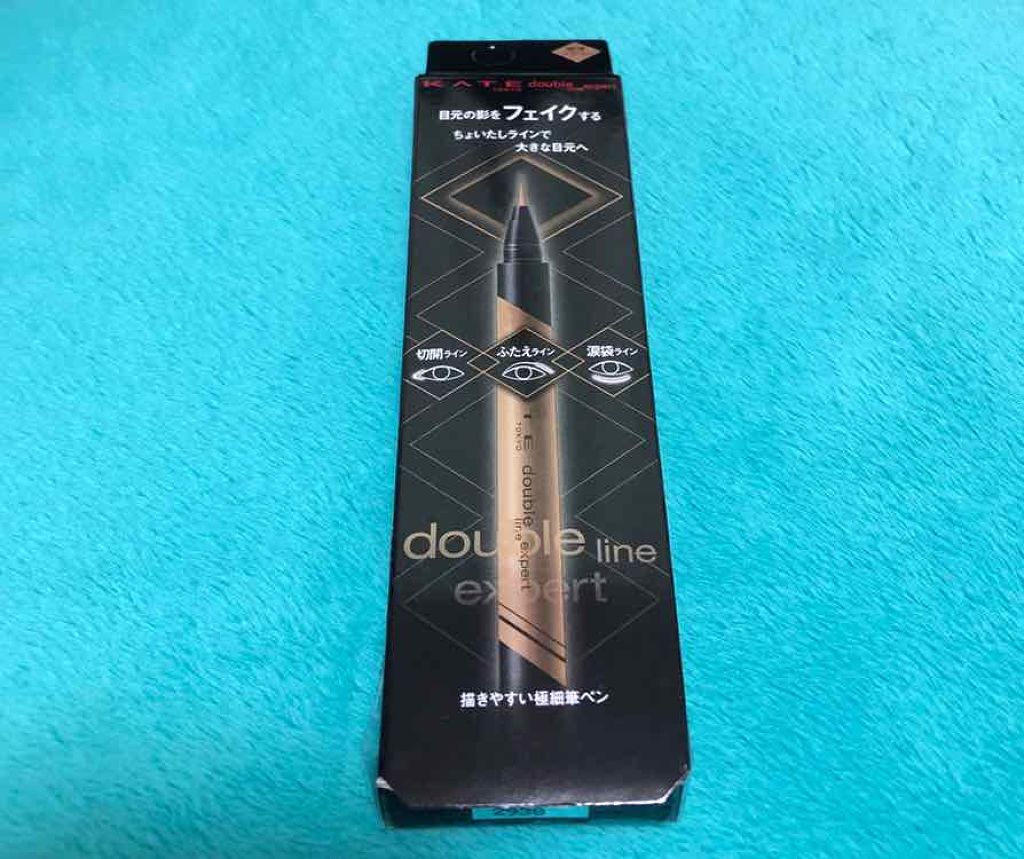 KATE double expert
TOKYO
目元の影をフェイクする
ちょいたしラインで
大きな目元へ
切開ライン
ふたえライン
涙袋ライン
TOKYO
double
line expert
double line
expert
描きやすい極細筆ペン